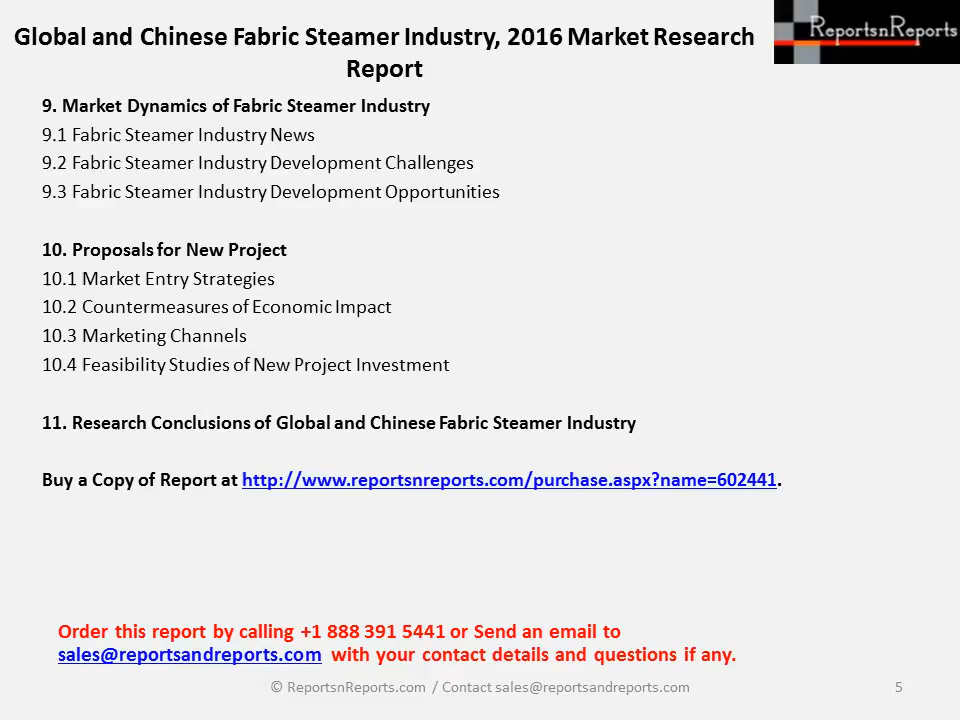 Global and Chinese Fabric Steamer Industry, 2016 Market Research
Report
ReportsnReports
9. Market Dynamics of Fabric Steamer Industry
9.1 Fabric Steamer Industry News
9.2 Fabric Steamer Industry Development Challenges
9.3 Fabric Steamer Industry Development Opportunities
10. Proposals for New Project
10.1 Market Entry Strategies
10.2 Countermeasures of Economic Impact
10.3 Marketing Channels
10.4 Feasibility Studies of New Project Investment
11. Research Conclusions of Global and Chinese Fabric Steamer Industry
Buy a Copy of Report at http://www.reportsnreports.com/purchase.aspx?name=602441.
Order this report by calling +1 888 391 5441 or Send an email to
sales@reportsandreports.com with your contact details and questions if any.
© ReportsnReports.com / Contact sales@reportsandreports.com
5